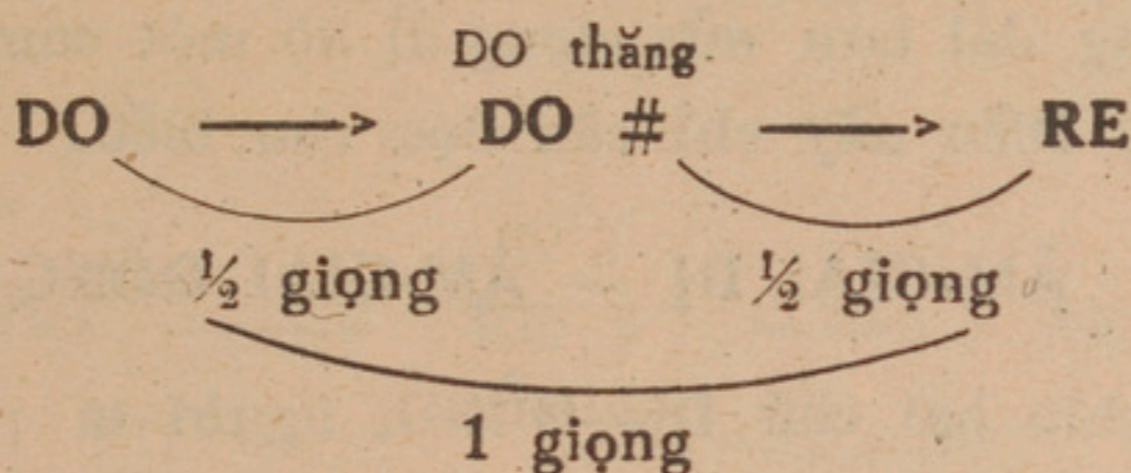 DO thăng
DO → DO # → RE
½ giọng ½ giọng
1 giọng